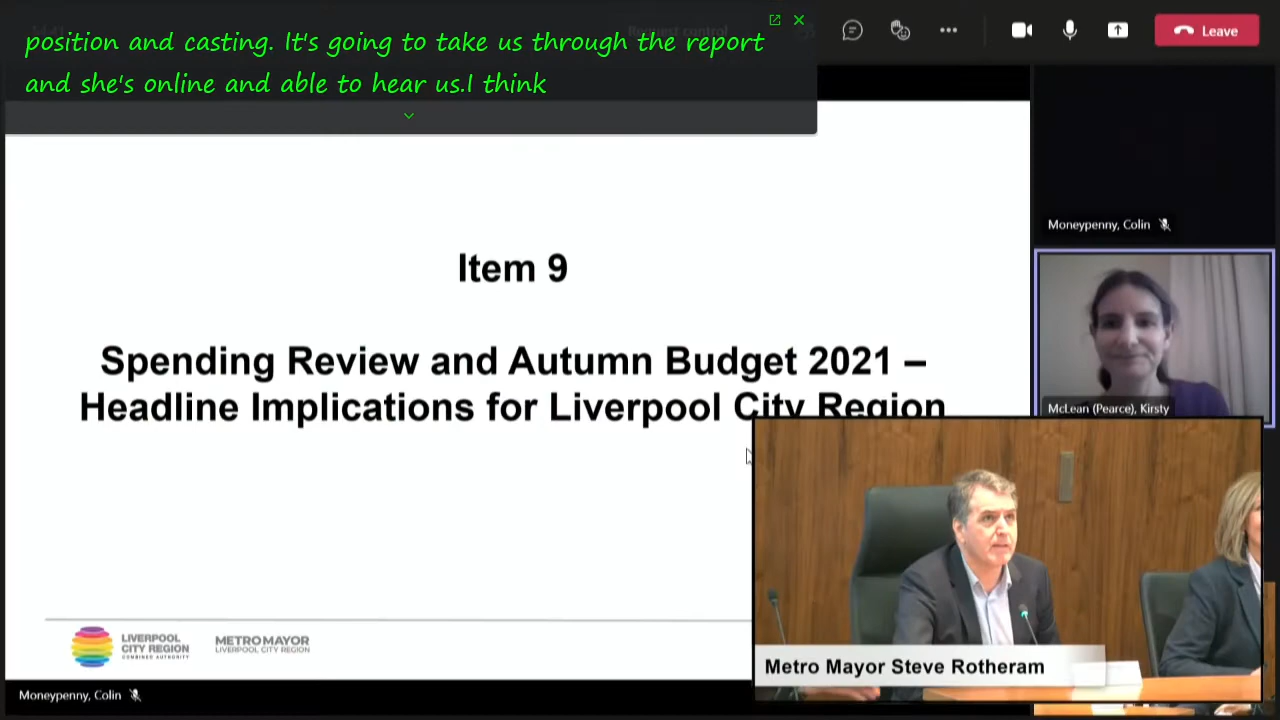 position and casting. It's going to take us through the report
and she's online and able to hear us.I think
Request control
Leave
Moneypenny, Colin
McLean (Pearce), Kirsty
Item 9
Spending Review and Autumn Budget 2021 –
Headline Implications for Liverpool City Region
LIVERPOOL
CITY REGION
COMBINED AUTHORITY
METRO MAYOR
LIVERPOOL CITY REGION
Metro Mayor Steve Rotheram
Moneypenny, Colin